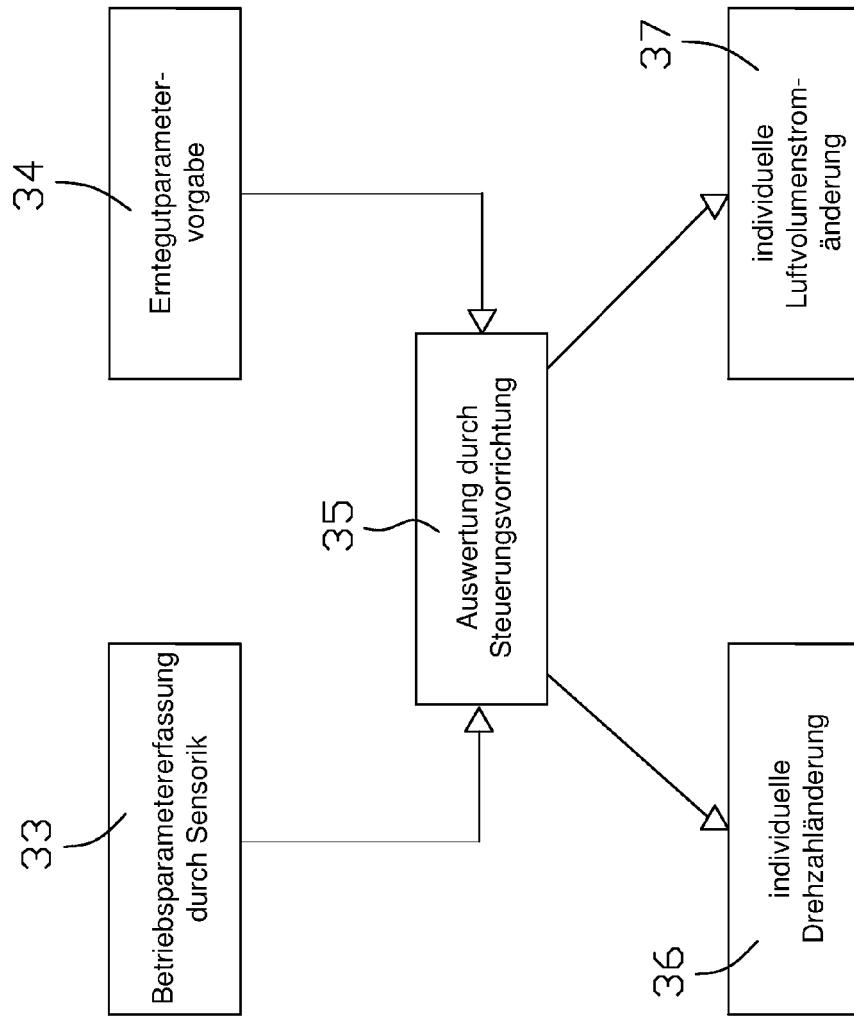 33
Betriebsparametererfassung
durch Sensorik
34
Erntegutparameter-
vorgabe
35
Auswertung durch
Steuerungsvorrichtung
36
individuelle
Drehzahländerung
37
individuelle
Luftvolumenstrom-
änderung